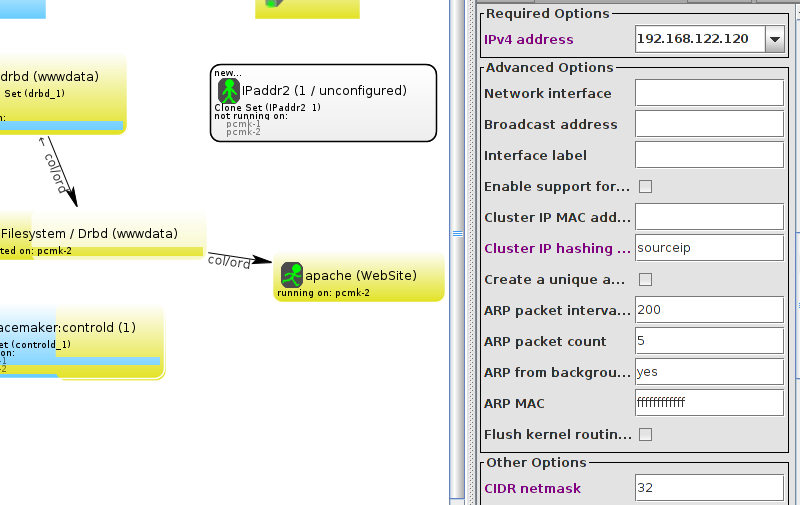 drbd (wwwdata)
Set (drbd_1)
n:
col/ord
Filesystem / Drbd (wwwdata)
ted on: pcmk-2
col/ord
new...
IPaddr2 (1 / unconfigured)
Clone Set (IPaddr2_1)
not running on:
pcmk-1
pcmk-2
apache (WebSite)
running on: pcmk-2
acemaker:controld (1)
et (controld_1)
on:
-1
-2
Required Options
IPv4 address 192.168.122.120
Advanced Options
Network interface
Broadcast address
Interface label
Enable support for...
Cluster IP MAC add...
Cluster IP hashing ... sourceip
Create a unique a...
ARP packet interva... 200
ARP packet count 5
ARP from backgrou... yes
ARP MAC ffffffffffff
Flush kernel routin...
Other Options
CIDR netmask 32